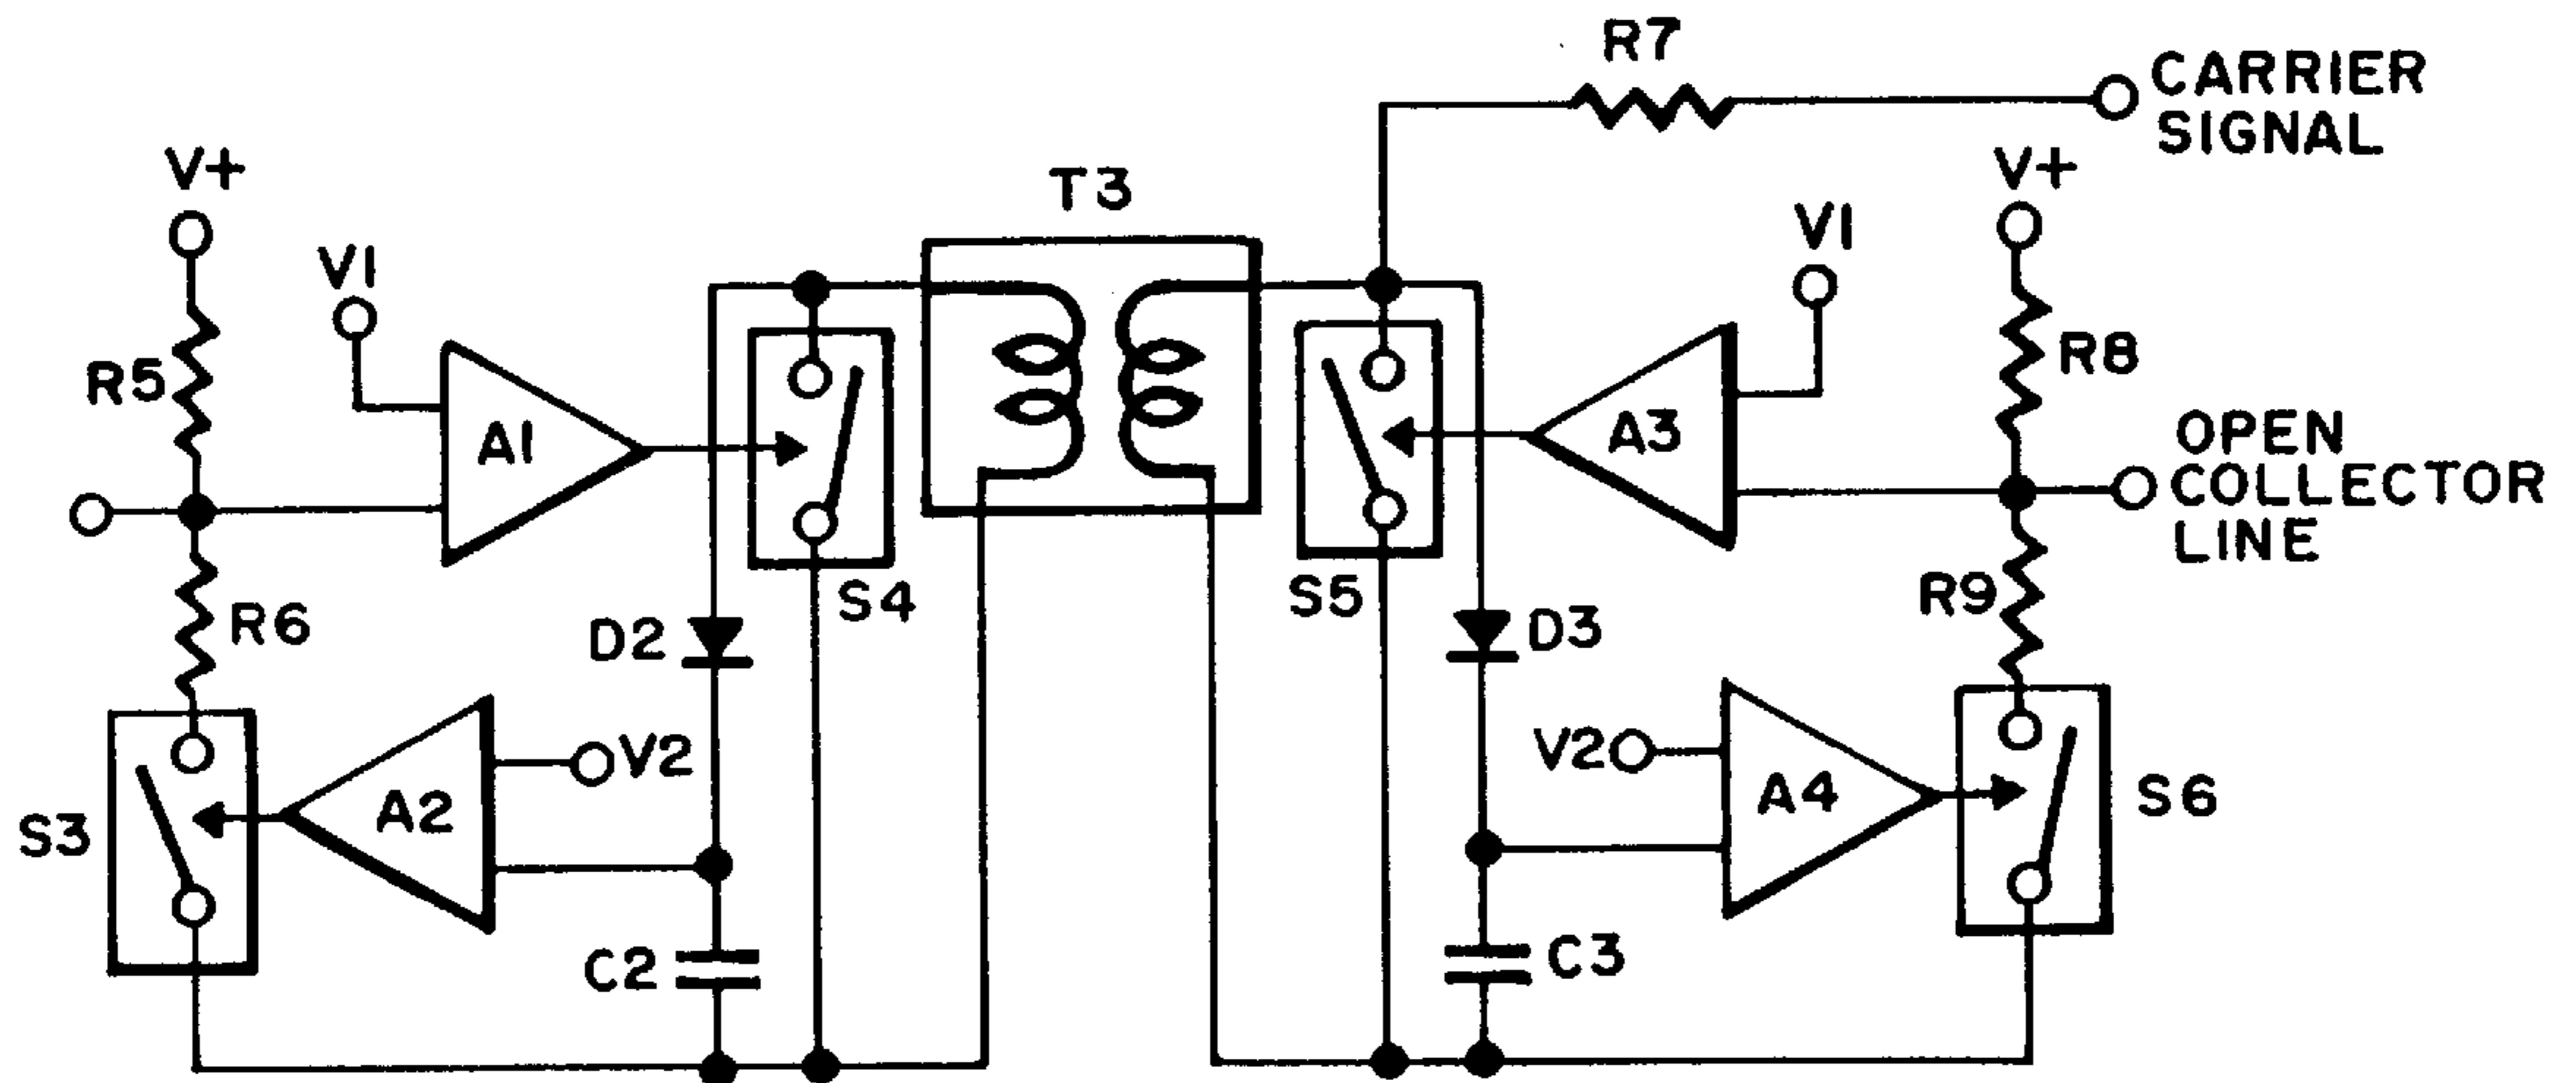 R7
CARRIER
SIGNAL
V+
V+
T3
V1
V1
R5
R8
A1
A3
OPEN
COLLECTOR
LINE
S4
S5
R6
D2
D3
R9
V2
V2
A2
A4
S3
S6
C2
C3